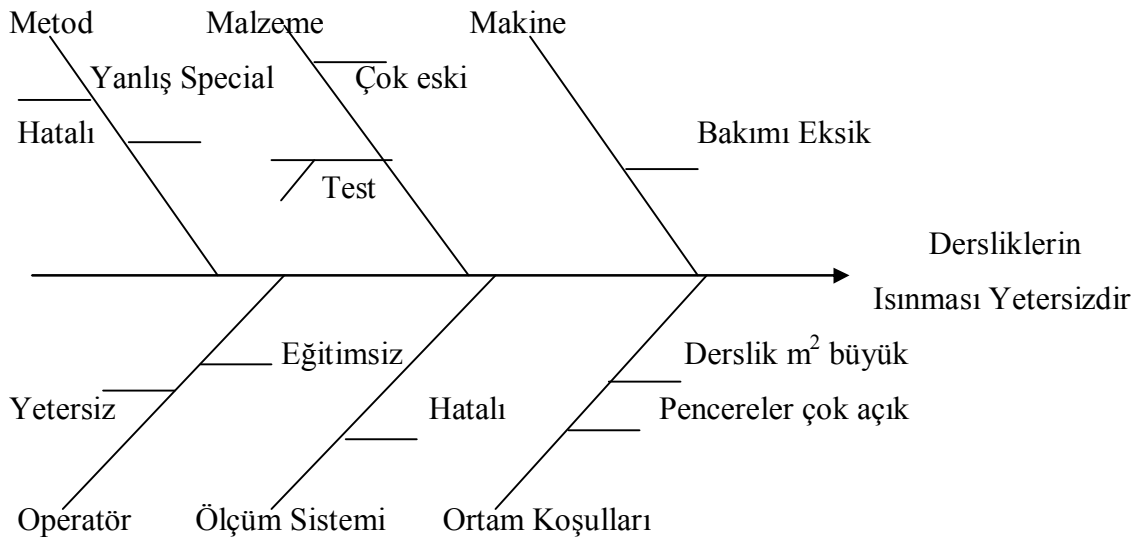 Metod
Malzeme
Makine
Yanlış Special
Çok eski
Hatalı
Bakımı Eksik
Test
Dersliklerin
Isınması Yetersizdir
Eğitimsiz
Derslik m² büyük
Yetersiz
Hatalı
Pencereler çok açık
Operatör
Ölçüm Sistemi
Ortam Koşulları